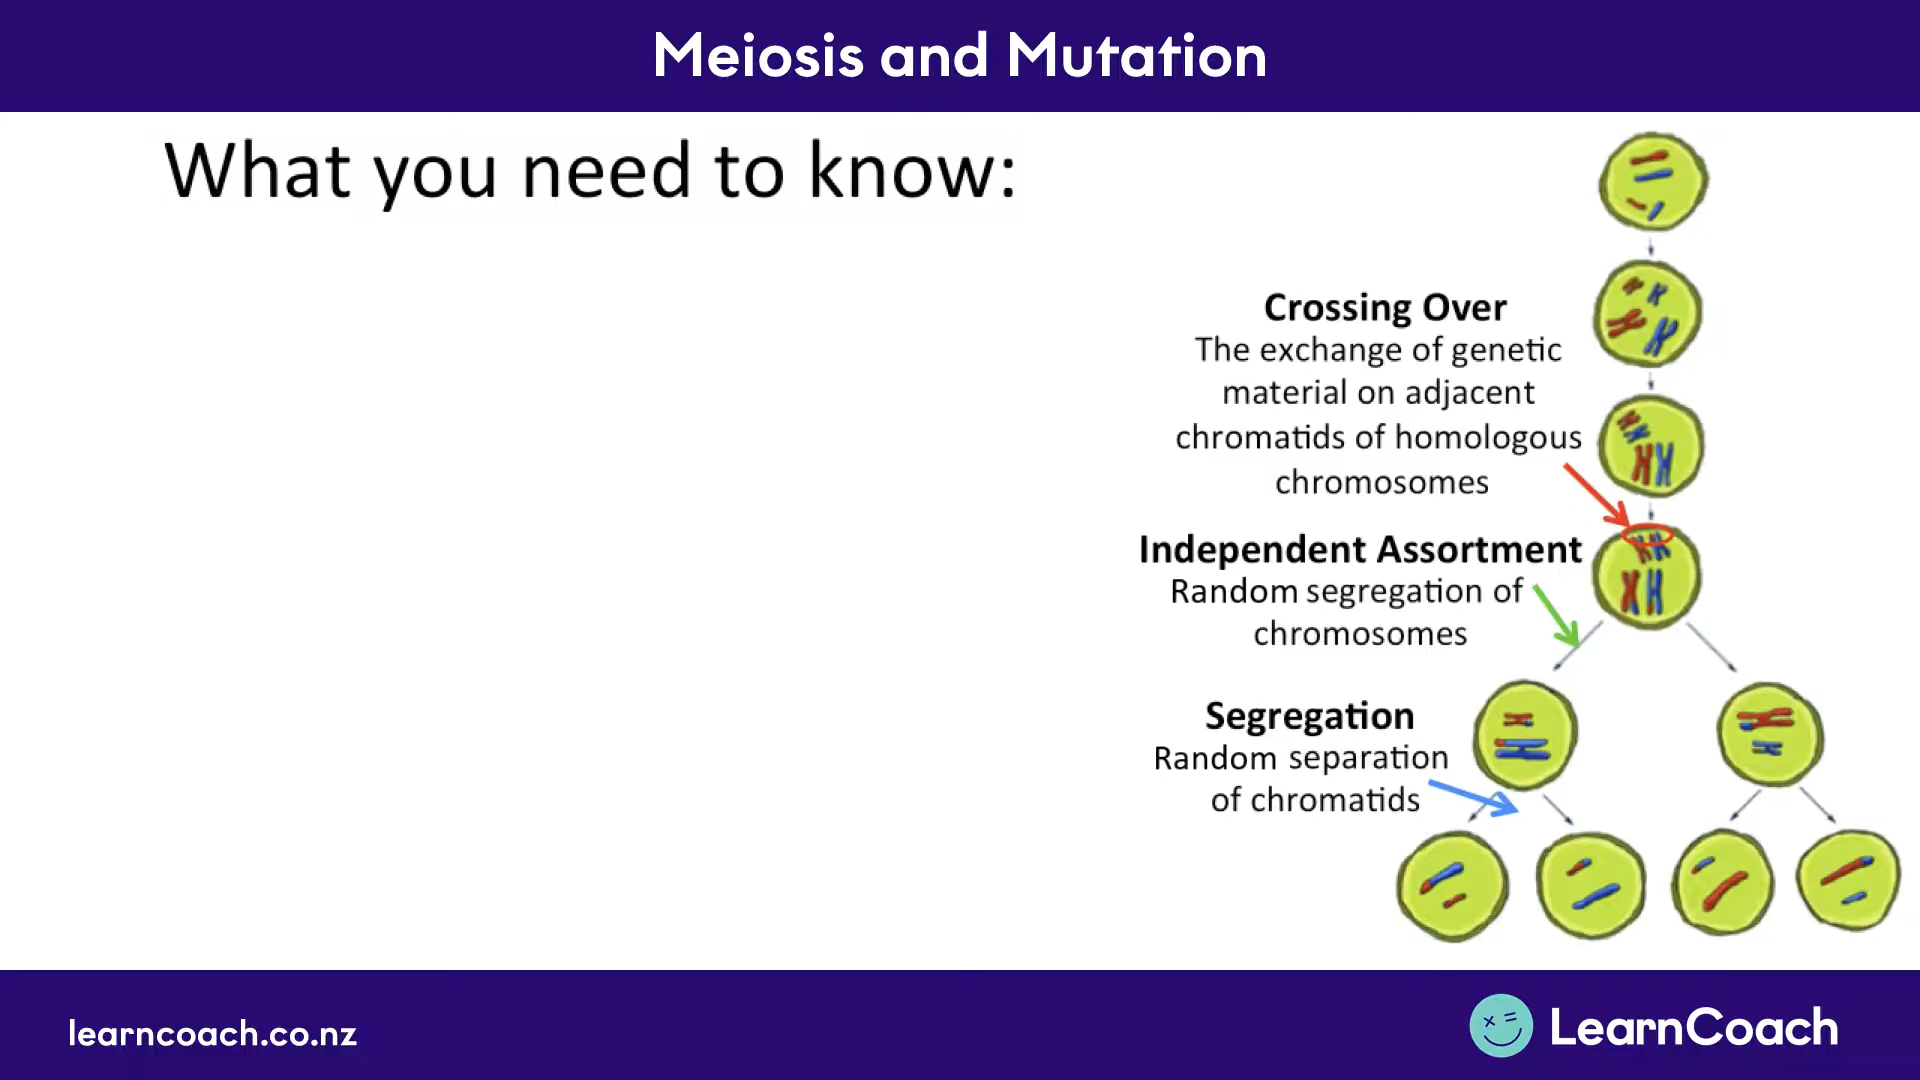 Meiosis and Mutation
What you need to know:
Crossing Over
The exchange of genetic
material on adjacent
chromatids of homologous
chromosomes
Independent Assortment
Random segregation of
chromosomes
Segregation
Random separation
of chromatids
learncoach.co.nz
LearnCoach